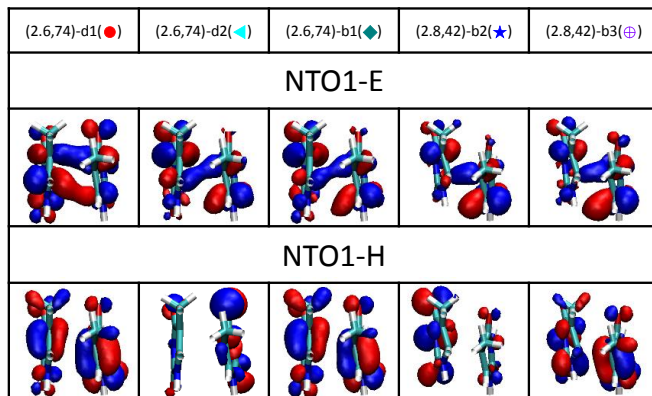 (2.6,74)-d1(●) (2.6,74)-d2(◀) (2.6,74)-b1(◆) (2.8,42)-b2(★) (2.8,42)-b3(⊕)
NTO1-E
NTO1-H